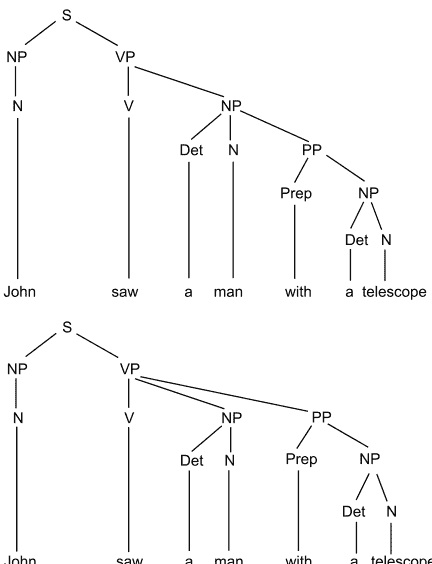 S
NP VP
N V NP
Det N PP
Prep NP
Det N
John saw a man with a telescope
S
NP VP
N V NP PP
Det N Prep NP
Det N
John saw a man with a telescope